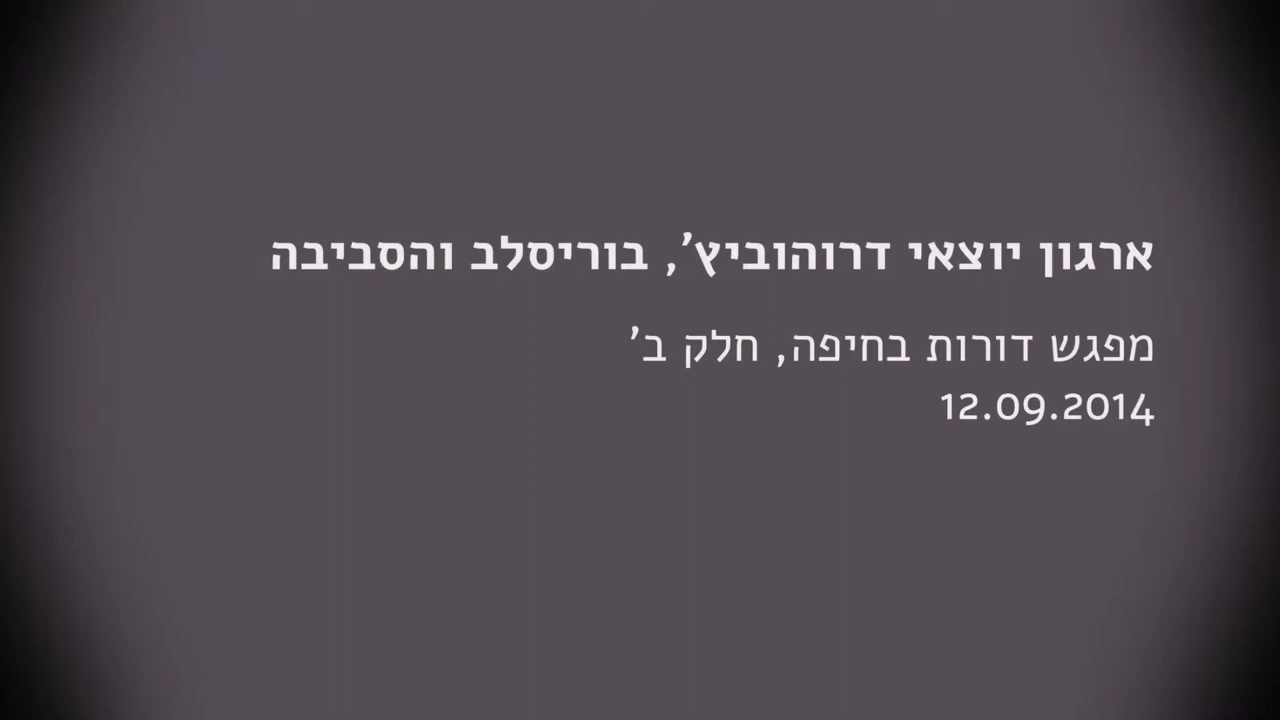 ארגון יוצאי דרוהוביץ', בוריסלב והסביבה
מפגש דורות בחיפה, חלק ב'
12.09.2014